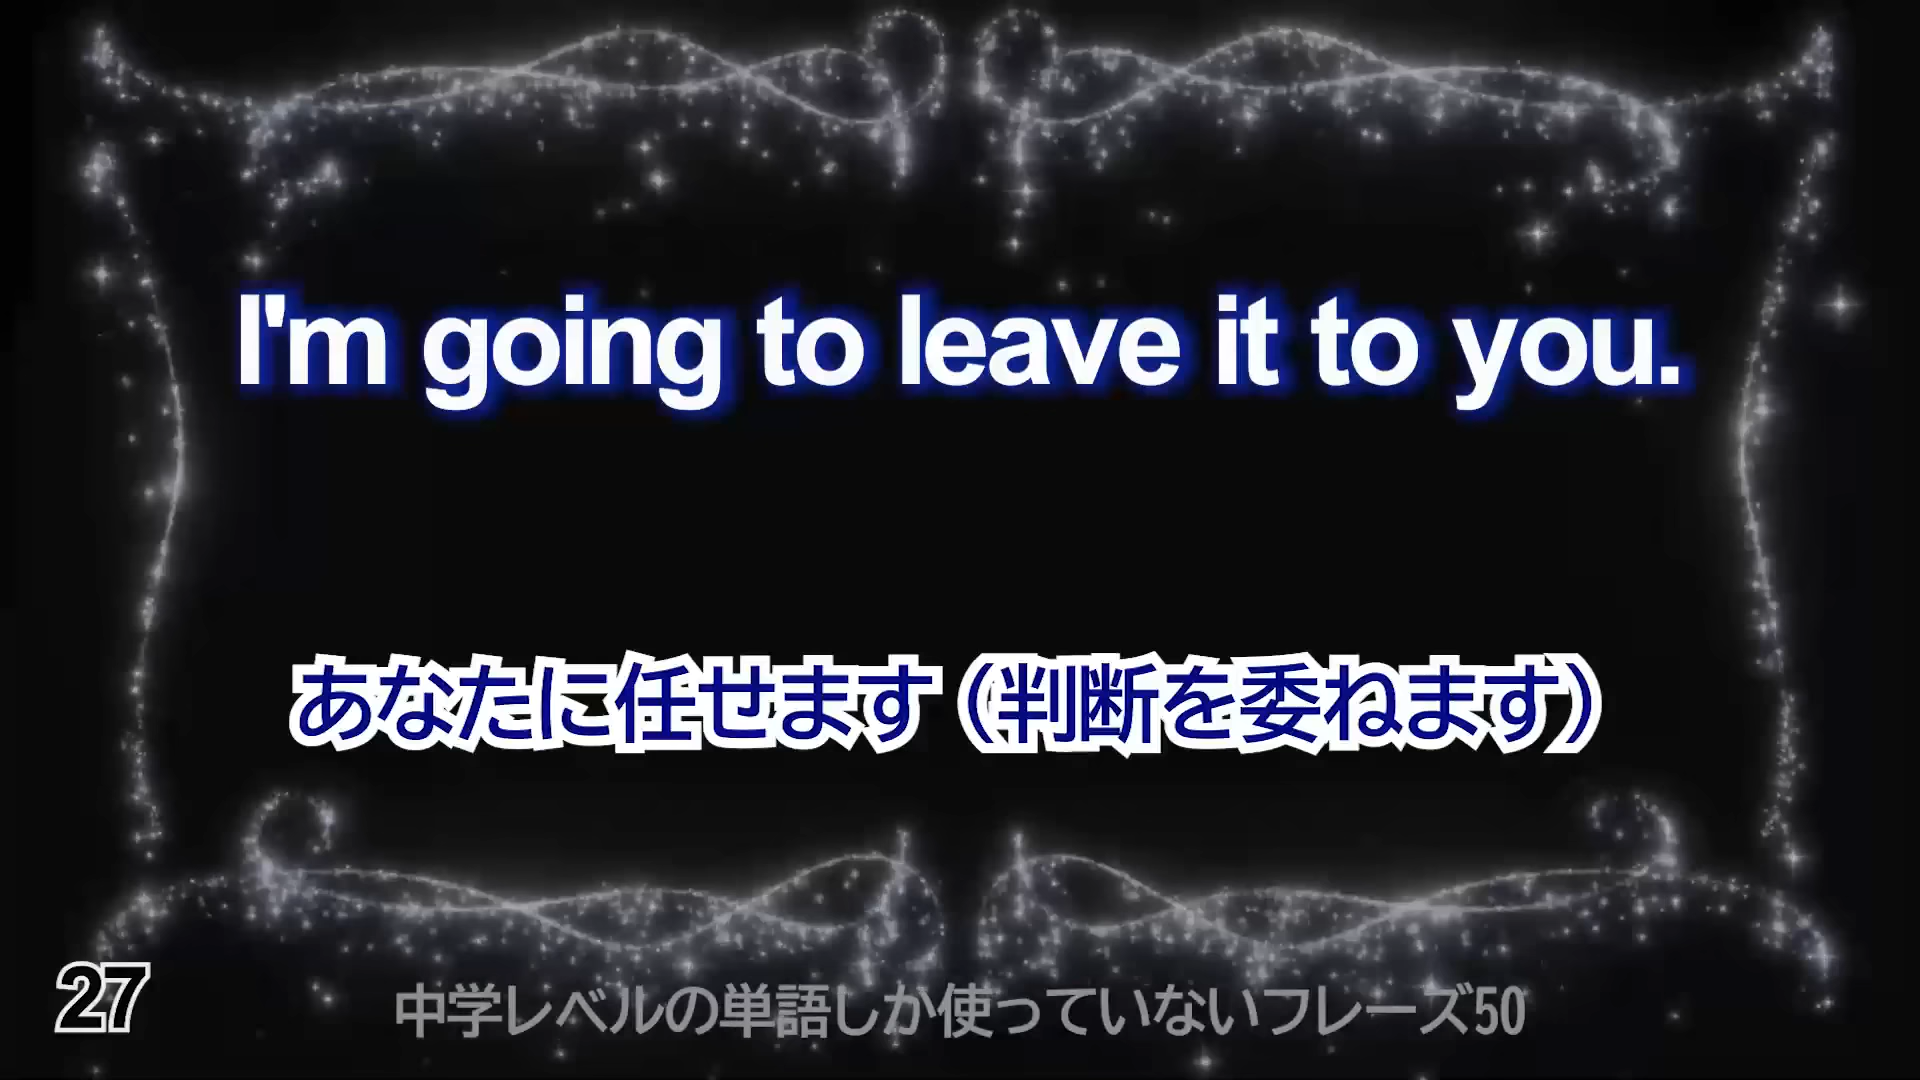 I'm going to leave it to you.
あなたに任せます（判断を委ねます）
27
中学レベルの単語しか使っていないフレーズ50